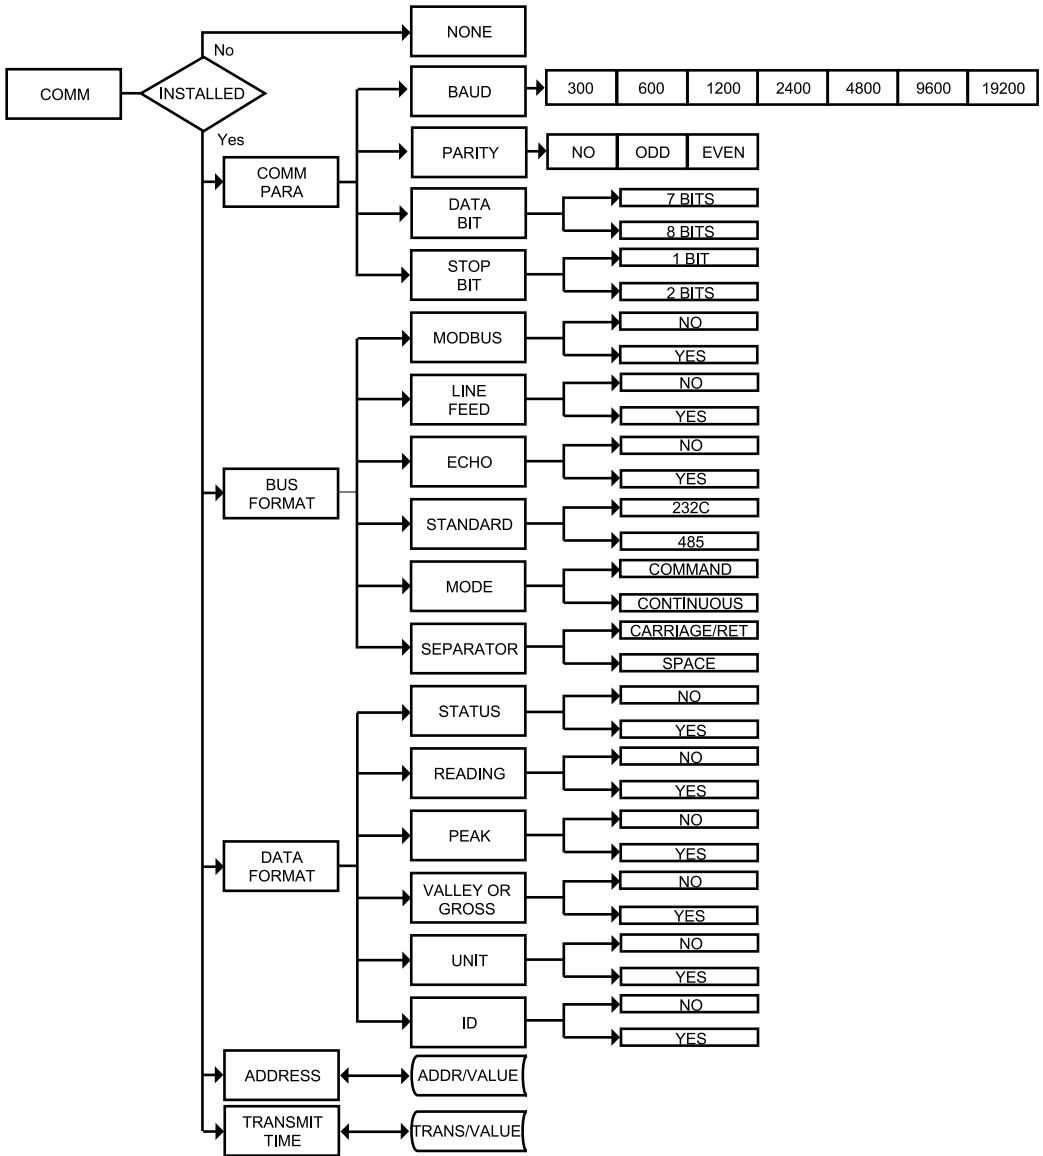 NONE
No
COMM
INSTALLED
BAUD
300 600 1200 2400 4800 9600 19200
Yes
COMM
PARA
PARITY
NO ODD EVEN
DATA
BIT
7 BITS
8 BITS
STOP
BIT
1 BIT
2 BITS
BUS
FORMAT
MODBUS
NO
YES
LINE
FEED
NO
YES
ECHO
NO
YES
STANDARD
232C
485
MODE
COMMAND
CONTINUOUS
SEPARATOR
CARRIAGE/RET
SPACE
DATA
FORMAT
STATUS
NO
YES
READING
NO
YES
PEAK
NO
YES
VALLEY OR
GROSS
NO
YES
UNIT
NO
YES
ID
NO
YES
ADDRESS
ADDR/VALUE
TRANSMIT
TIME
TRANS/VALUE